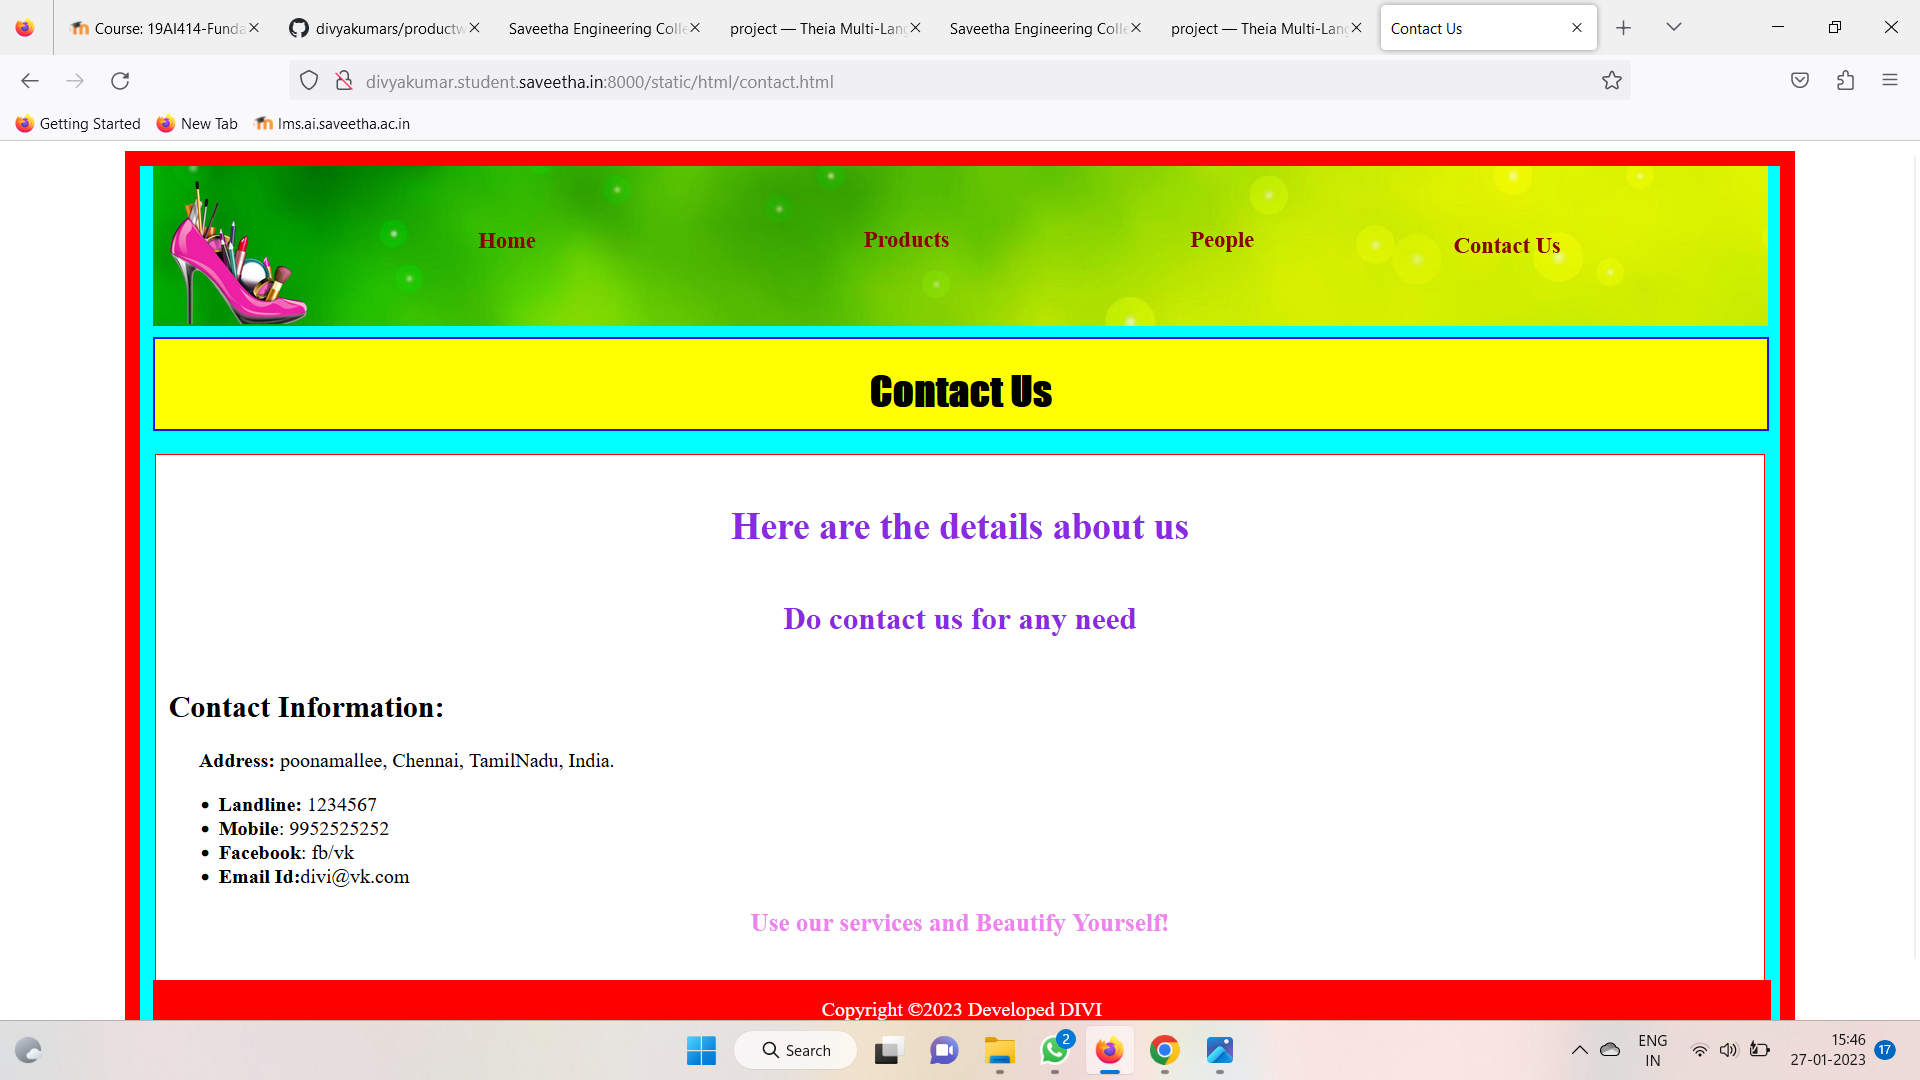 Course: 19AI414-Funda
divyakumars/productw
Saveetha Engineering Colle
project — Theia Multi-Lang
Saveetha Engineering Colle
project — Theia Multi-Lang
Contact Us
divyakumar.student.saveetha.in:8000/static/html/contact.html
Getting Started
New Tab
lms.ai.saveetha.ac.in
Home
Products
People
Contact Us
Contact Us
Here are the details about us
Do contact us for any need
Contact Information:
Address: poonamallee, Chennai, TamilNadu, India.
Landline: 1234567
Mobile: 9952525252
Facebook: fb/vk
Email Id:divi@vk.com
Use our services and Beautify Yourself!
Copyright ©2023 Developed DIVI
Search
2
ENG
IN
15:46
27-01-2023
17